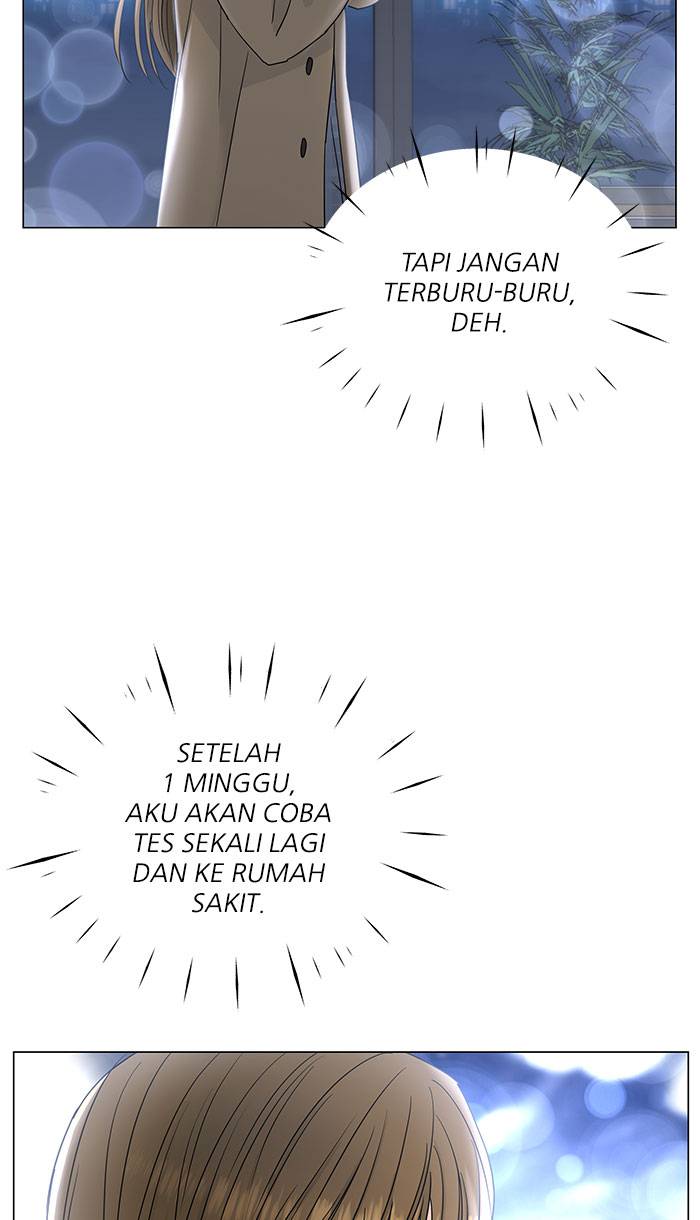 TAPI JANGAN
TERBURU-BURU,
DEH.
SETELAH
1 MINGGU,
AKU AKAN COBA
TES SEKALI LAGI
DAN KE RUMAH
SAKIT.